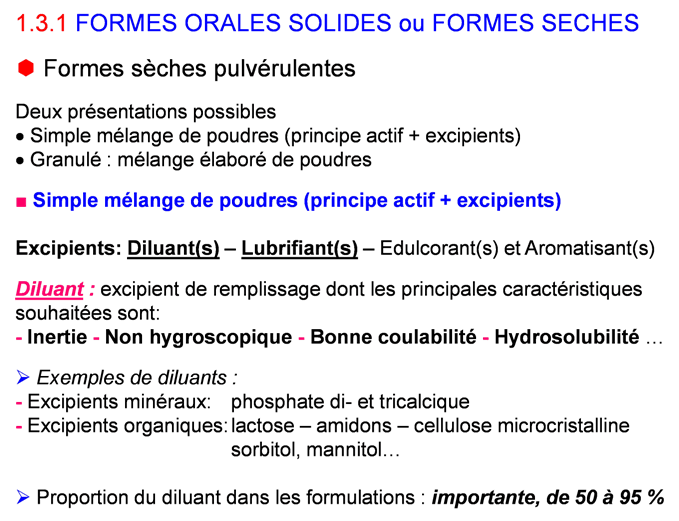 1.3.1 FORMES ORALES SOLIDES ou FORMES SECHES
Formes sèches pulvérulentes
Deux présentations possibles
• Simple mélange de poudres (principe actif + excipients)
• Granulé : mélange élaboré de poudres
■ Simple mélange de poudres (principe actif + excipients)
Excipients: Diluant(s) – Lubrifiant(s) – Edulcorant(s) et Aromatisant(s)
Diluant : excipient de remplissage dont les principales caractéristiques
souhaitées sont:
- Inertie - Non hygroscopique - Bonne coulabilité - Hydrosolubilité …
➢ Exemples de diluants :
- Excipients minéraux: phosphate di- et tricalcique
- Excipients organiques: lactose – amidons – cellulose microcristalline
sorbitol, mannitol…
➢ Proportion du diluant dans les formulations : importante, de 50 à 95 %